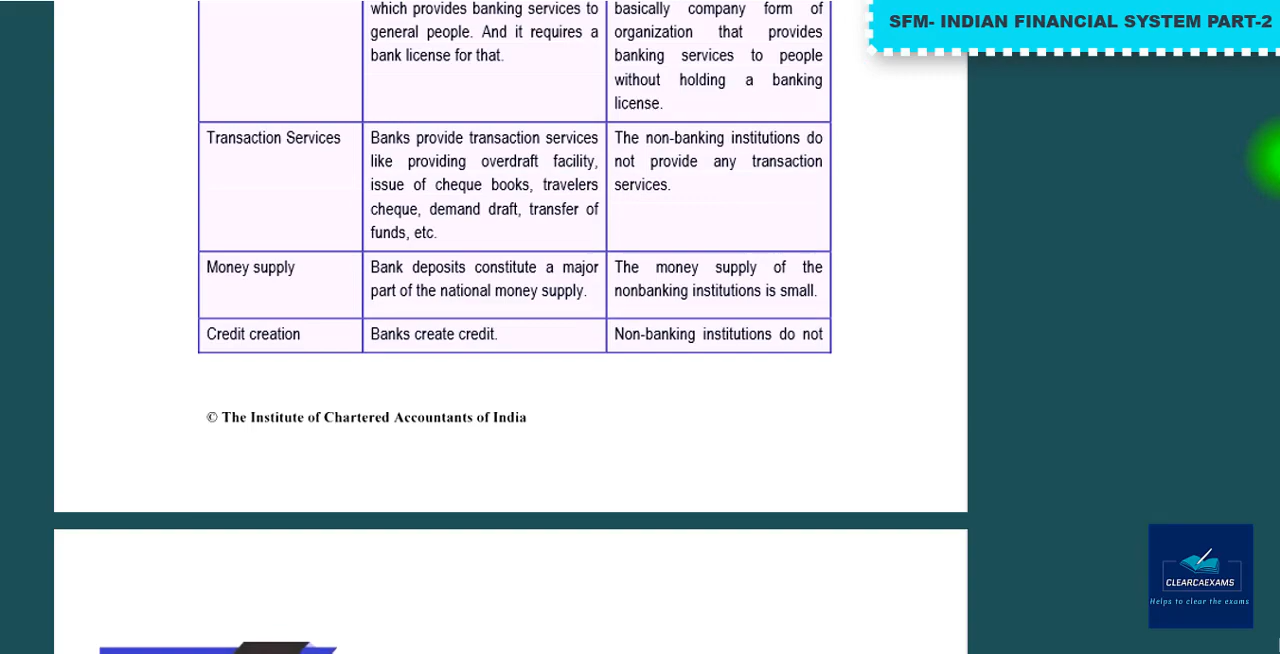 SFM- INDIAN FINANCIAL SYSTEM PART-2
which provides banking services to
general people. And it requires a
bank license for that.
basically company form of
organization that provides
banking services to people
without holding a banking
license.
Transaction Services
Banks provide transaction services
like providing overdraft facility,
issue of cheque books, travelers
cheque, demand draft, transfer of
funds, etc.
The non-banking institutions do
not provide any transaction
services.
Money supply
Bank deposits constitute a major
part of the national money supply.
The money supply of the
nonbanking institutions is small.
Credit creation
Banks create credit.
Non-banking institutions do not
© The Institute of Chartered Accountants of India
CLEARCAEXAMS
Helps to clear the exams